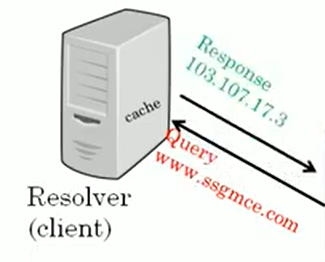 Response
103.107.17.3
cache
Query
www.ssgmce.com
Resolver
(client)